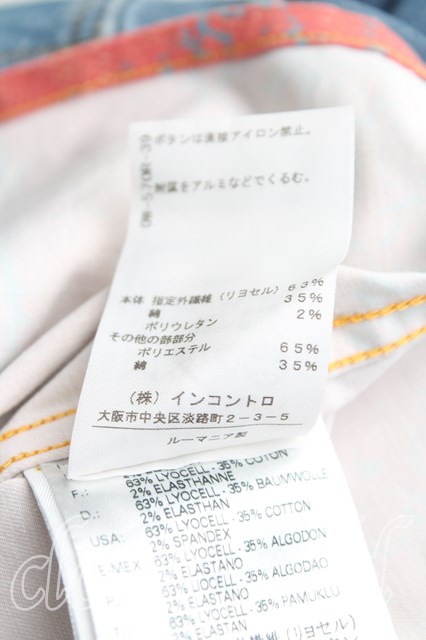 ボタンは直接アイロン禁止。
附属をアルミなどでくるむ。
本体 指定外繊維（リヨセル） 63%
綿 35%
ポリウレタン 2%
その他の部部分
ポリエステル 65%
綿 35%
（株）インコントロ
大阪市中央区淡路町2-3-5
ルーマニア製
63% LYOCELL - 35% COTON
F.: 2% ELASTHANNE
63% LYOCELL - 35% BAUMWOLLE
D.: 2% ELASTHAN
63% LYOCELL - 35% COTTON
USA: 2% SPANDEX
63% LYOCELL - 35% ALGODON
E-MEX 2% ELASTANO
63% LIOCELL - 35% ALGODAO
2% ELASTANO
63% LYOCELL - 35% PAMUKLU
2% ELASTAN
(リヨセル)